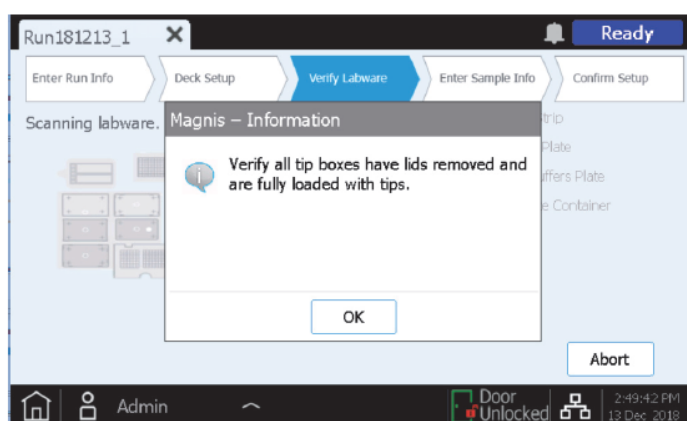 Run181213_1
Ready
Enter Run Info
Deck Setup
Verify Labware
Enter Sample Info
Confirm Setup
Scanning labware.
Magnis – Information
Verify all tip boxes have lids removed and
are fully loaded with tips.
Plate
Plate
Container
OK
Abort
Admin
Door
Unlocked
2:49:42 PM
13 Dec 2018